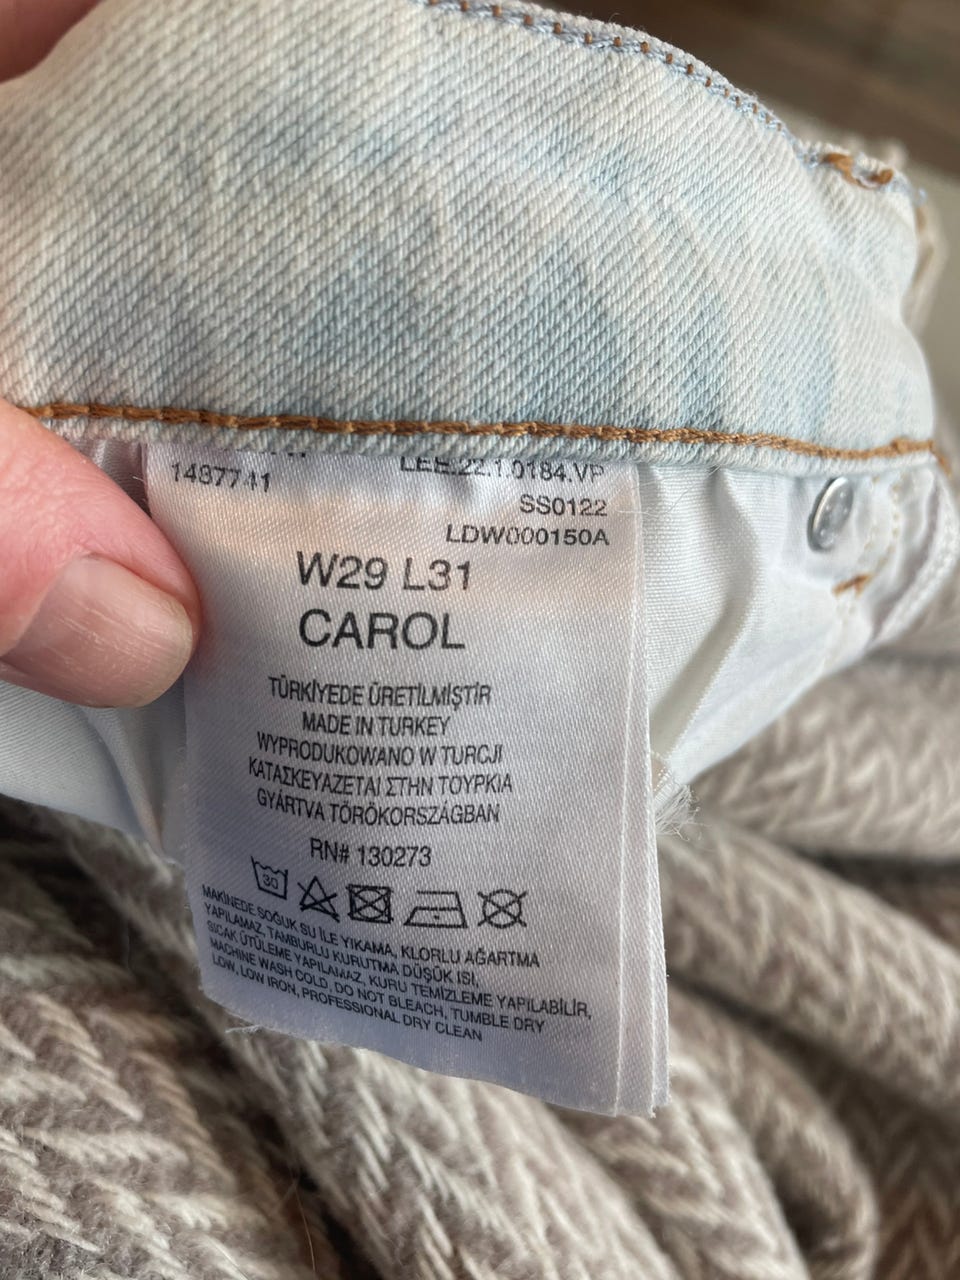 1487741
LEE.22.1.0184.VP
SS0122
LDW000150A
W29 L31
CAROL
TÜRKİYEDE ÜRETİLMİŞTİR
MADE IN TURKEY
WYPRODUKOWANO W TURCJI
ΚΑΤΑΣΚΕΥΑΖΕΤΑΙ ΣΤΗΝ ΤΟΥΡΚΙΑ
GYÁRTVA TÖRÖKORSZÁGBAN
RN# 130273
30
MAKİNEDE SOĞUK SU İLE YIKAMA, KLORLU AĞARTMA
YAPILAMAZ, TAMBURLU KURUTMA DÜŞÜK ISI,
SICAK ÜTÜLEME YAPILAMAZ, KURU TEMİZLEME YAPILABİLİR,
MACHINE WASH COLD, DO NOT BLEACH, TUMBLE DRY
LOW, LOW IRON, PROFESSIONAL DRY CLEAN